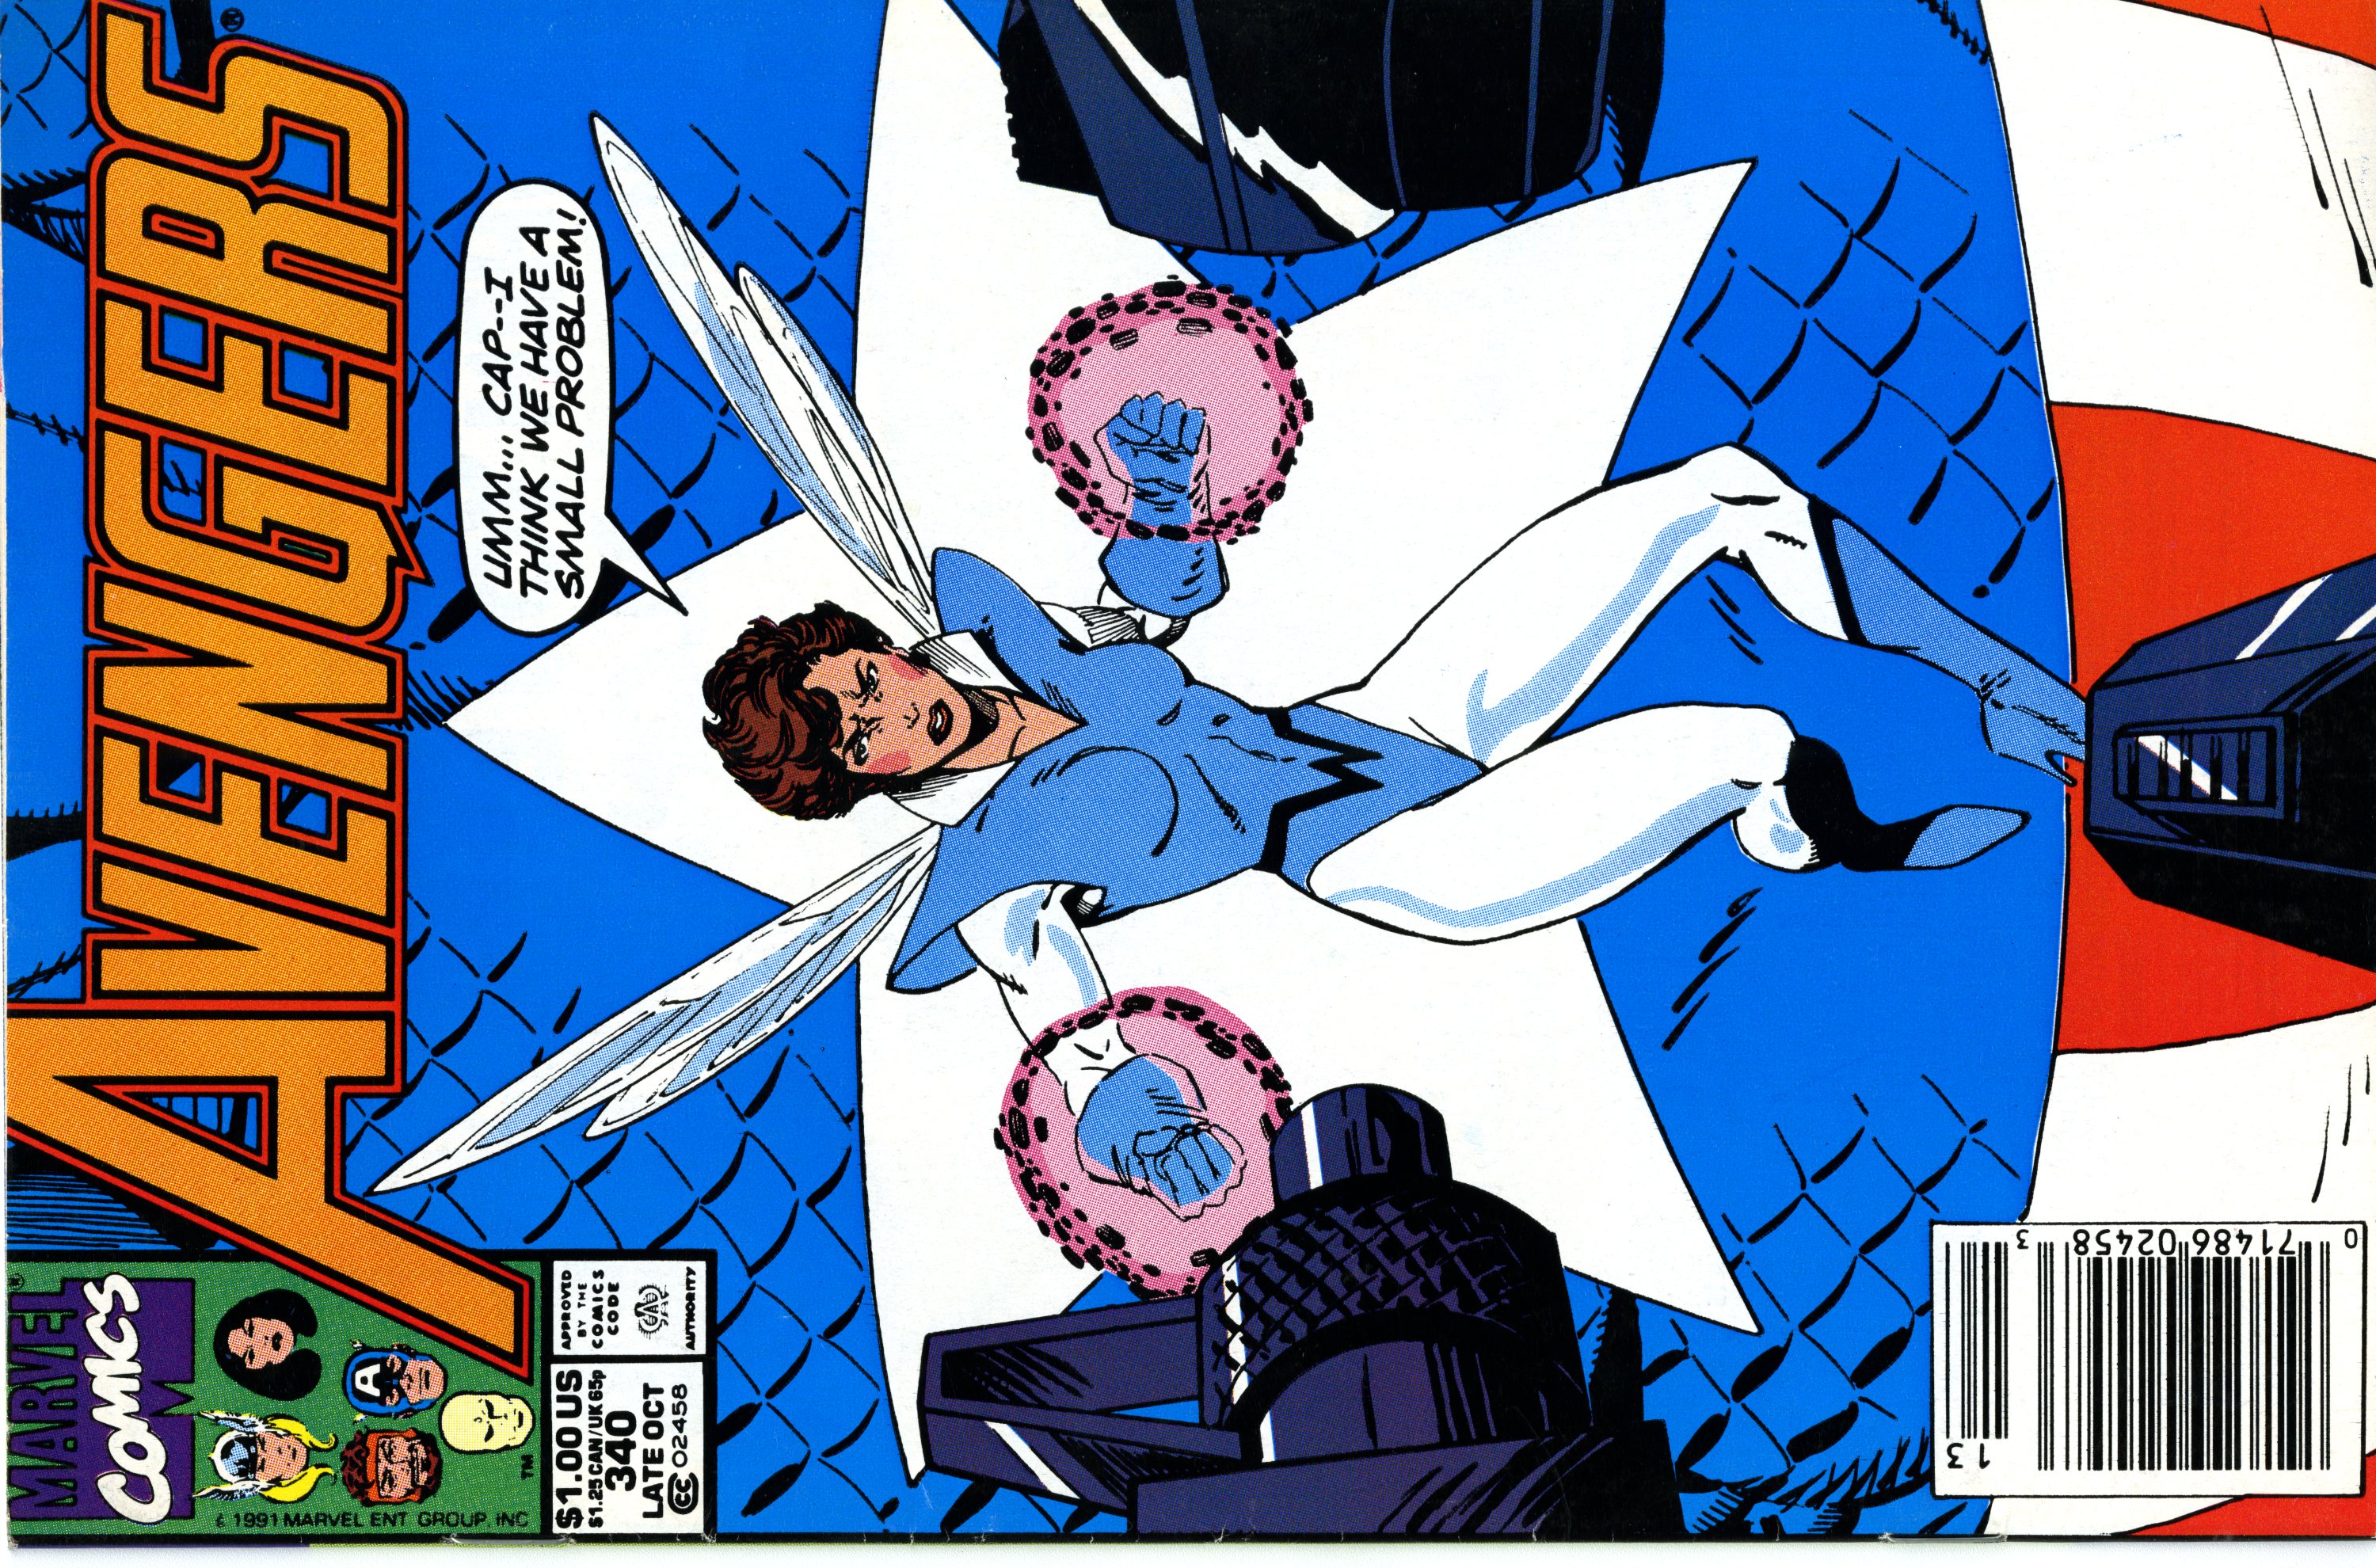 MARVEL®
COMICS
M
AVENGERS®
© 1991 MARVEL ENT GROUP INC
A
TM
$1.00 US
$1.25 CAN/UK 65p
340
LATE OCT
CC 02458
APPROVED
BY THE
COMICS
CODE
A
AUTHORITY
UMM... CAP--I
THINK WE HAVE A
SMALL PROBLEM!
W
13
0 71486 02458 3